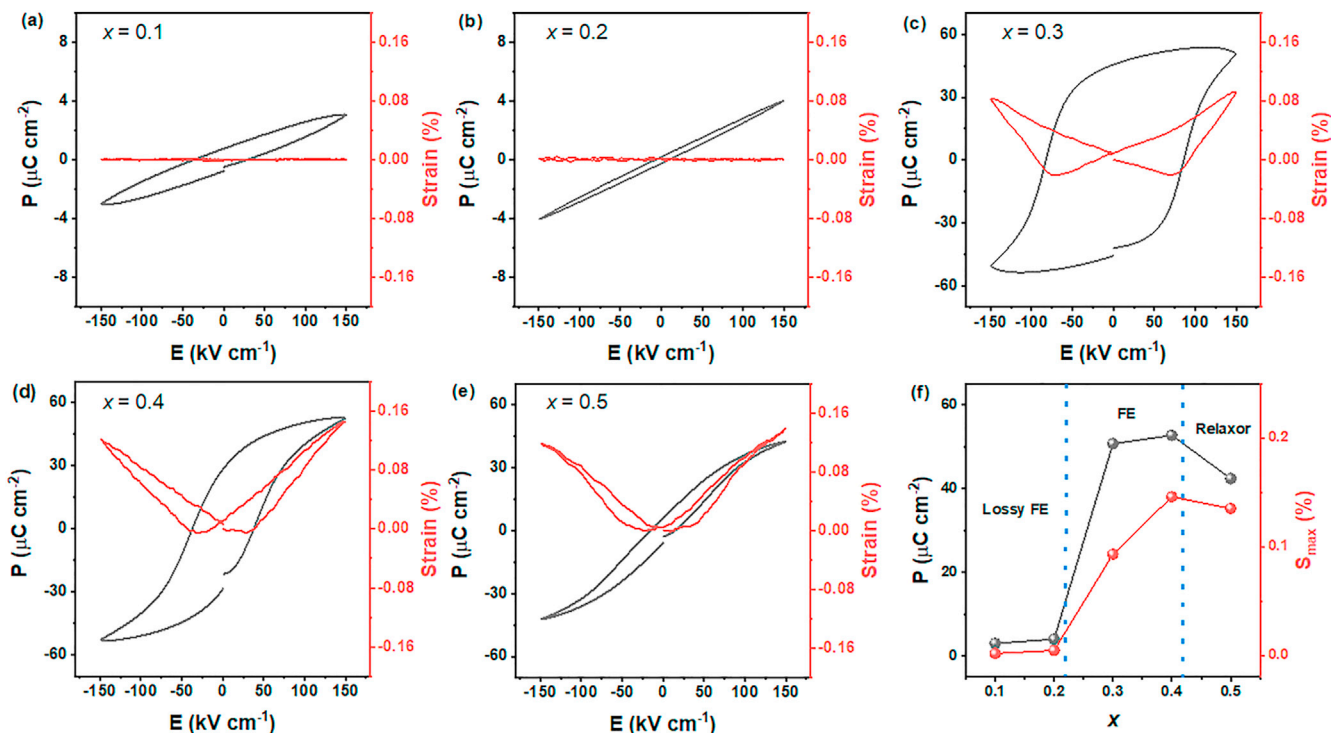 (a)
x = 0.1
P (μC cm-2)
8
4
0
-4
-8
0.16
0.08
0.00
-0.08
-0.16
Strain (%)
-150 -100 -50 0 50 100 150
E (kV cm-1)
(b)
x = 0.2
P (μC cm-2)
8
4
0
-4
-8
0.16
0.08
0.00
-0.08
-0.16
Strain (%)
-150 -100 -50 0 50 100 150
E (kV cm-1)
(c)
x = 0.3
P (μC cm-2)
60
30
0
-30
-60
0.16
0.08
0.00
-0.08
-0.16
Strain (%)
-150 -100 -50 0 50 100 150
E (kV cm-1)
(d)
x = 0.4
P (μC cm-2)
60
30
0
-30
-60
0.16
0.08
0.00
-0.08
-0.16
Strain (%)
-150 -100 -50 0 50 100 150
E (kV cm-1)
(e)
x = 0.5
P (μC cm-2)
60
30
0
-30
-60
0.16
0.08
0.00
-0.08
-0.16
Strain (%)
-150 -100 -50 0 50 100 150
E (kV cm-1)
(f)
FE
Relaxor
Lossy FE
P (μC cm-2)
60
40
20
0
0.2
0.1
0.0
Smax (%)
0.1 0.2 0.3 0.4 0.5
x